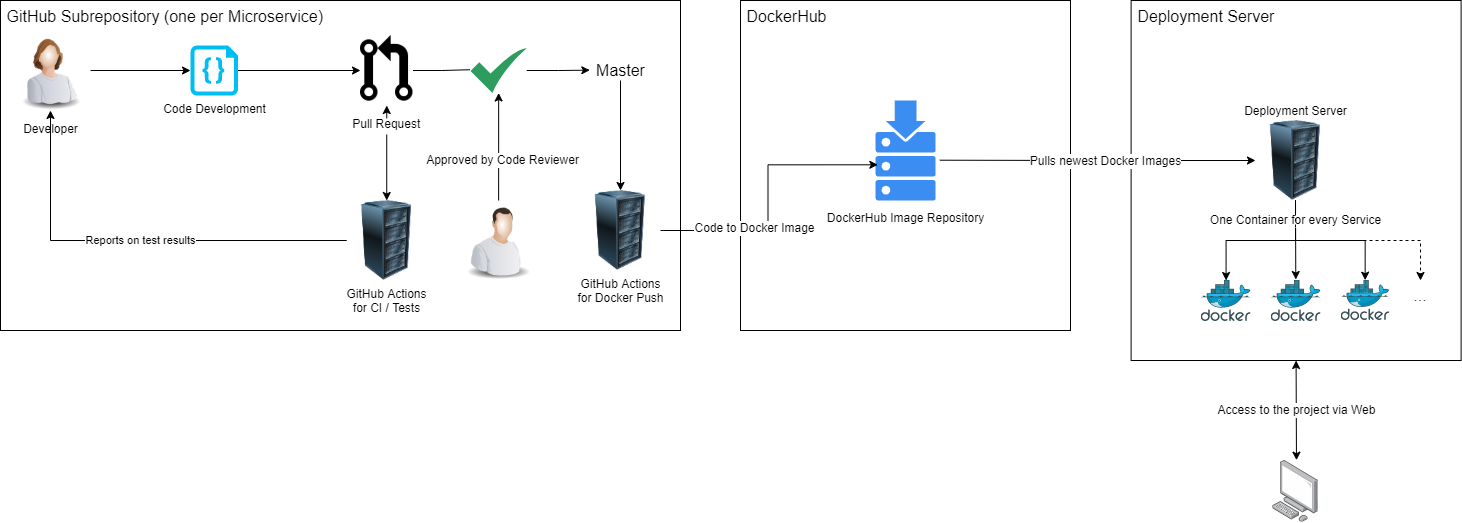 GitHub Subrepository (one per Microservice)
Developer
Code Development
Pull Request
Master
Approved by Code Reviewer
Reports on test results
GitHub Actions
for CI / Tests
GitHub Actions
for Docker Push
Code to Docker Image
DockerHub
DockerHub Image Repository
Pulls newest Docker Images
Deployment Server
Deployment Server
One Container for every Service
docker
docker
docker
...
Access to the project via Web